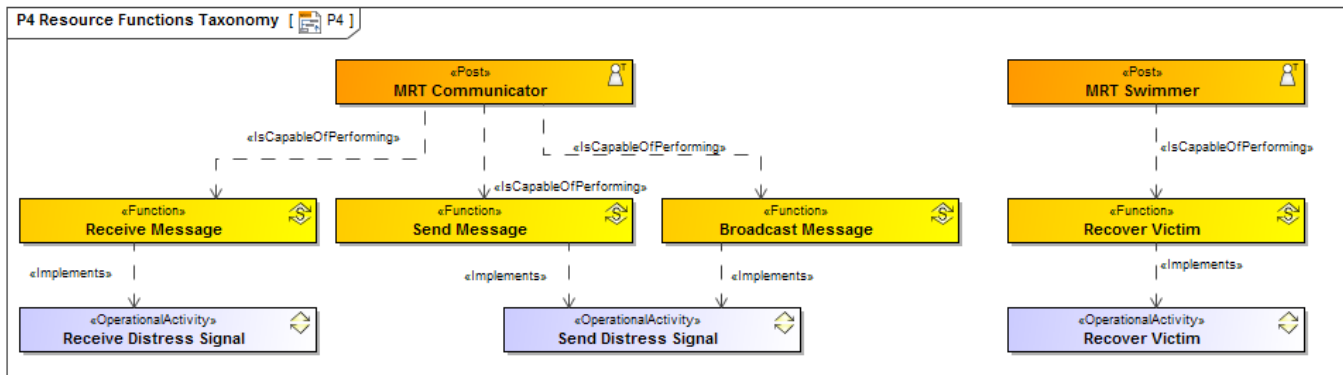 P4 Resource Functions Taxonomy [ P4 ]
«Post»
MRT Communicator
«Post»
MRT Swimmer
«IsCapableOfPerforming»
«IsCapableOfPerforming»
«IsCapableOfPerforming»
«IsCapableOfPerforming»
«Function»
Receive Message
«Function»
Send Message
«Function»
Broadcast Message
«Function»
Recover Victim
«Implements»
«Implements»
«Implements»
«Implements»
«OperationalActivity»
Receive Distress Signal
«OperationalActivity»
Send Distress Signal
«OperationalActivity»
Recover Victim